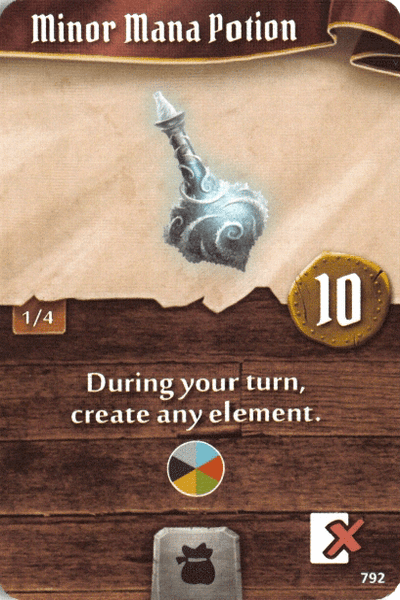 Minor Mana Potion
10
1/4
During your turn,
create any element.
792